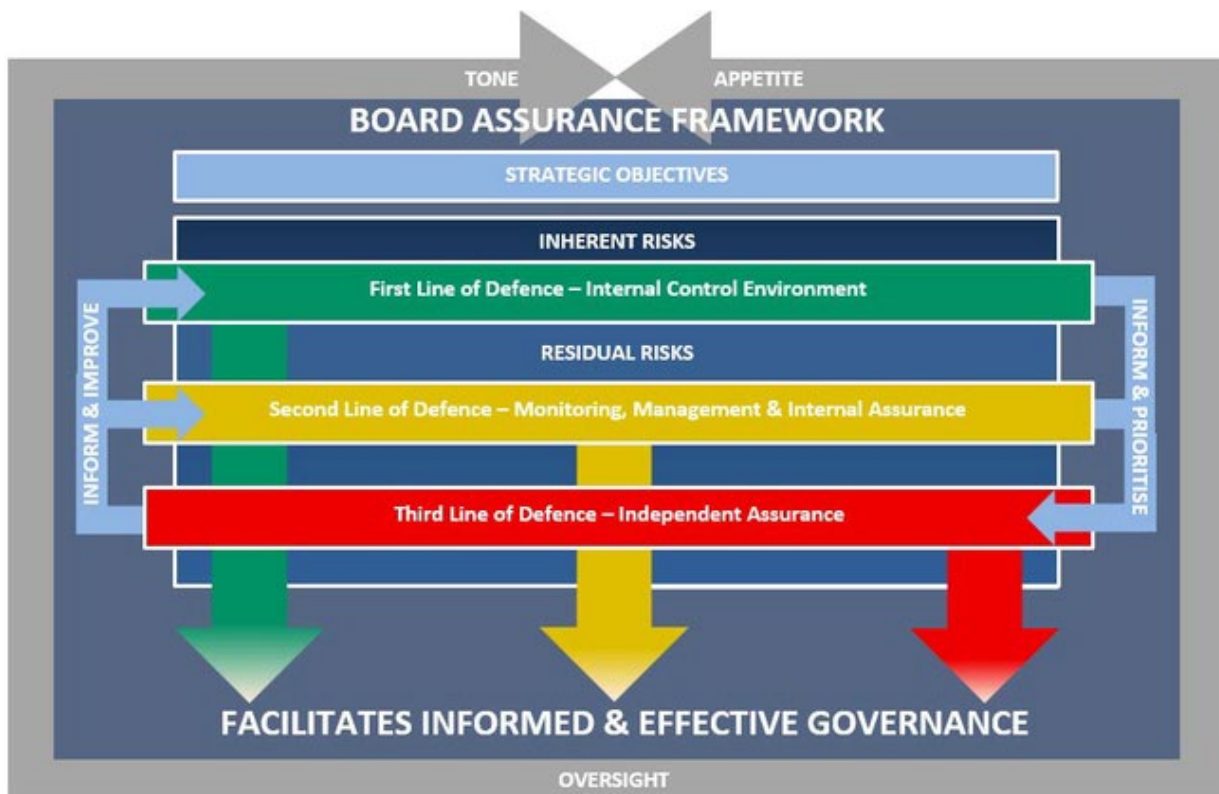 TONE
APPETITE
BOARD ASSURANCE FRAMEWORK
STRATEGIC OBJECTIVES
INHERENT RISKS
First Line of Defence – Internal Control Environment
RESIDUAL RISKS
Second Line of Defence – Monitoring, Management & Internal Assurance
Third Line of Defence – Independent Assurance
INFORM & IMPROVE
INFORM & PRIORITISE
FACILITATES INFORMED & EFFECTIVE GOVERNANCE
OVERSIGHT